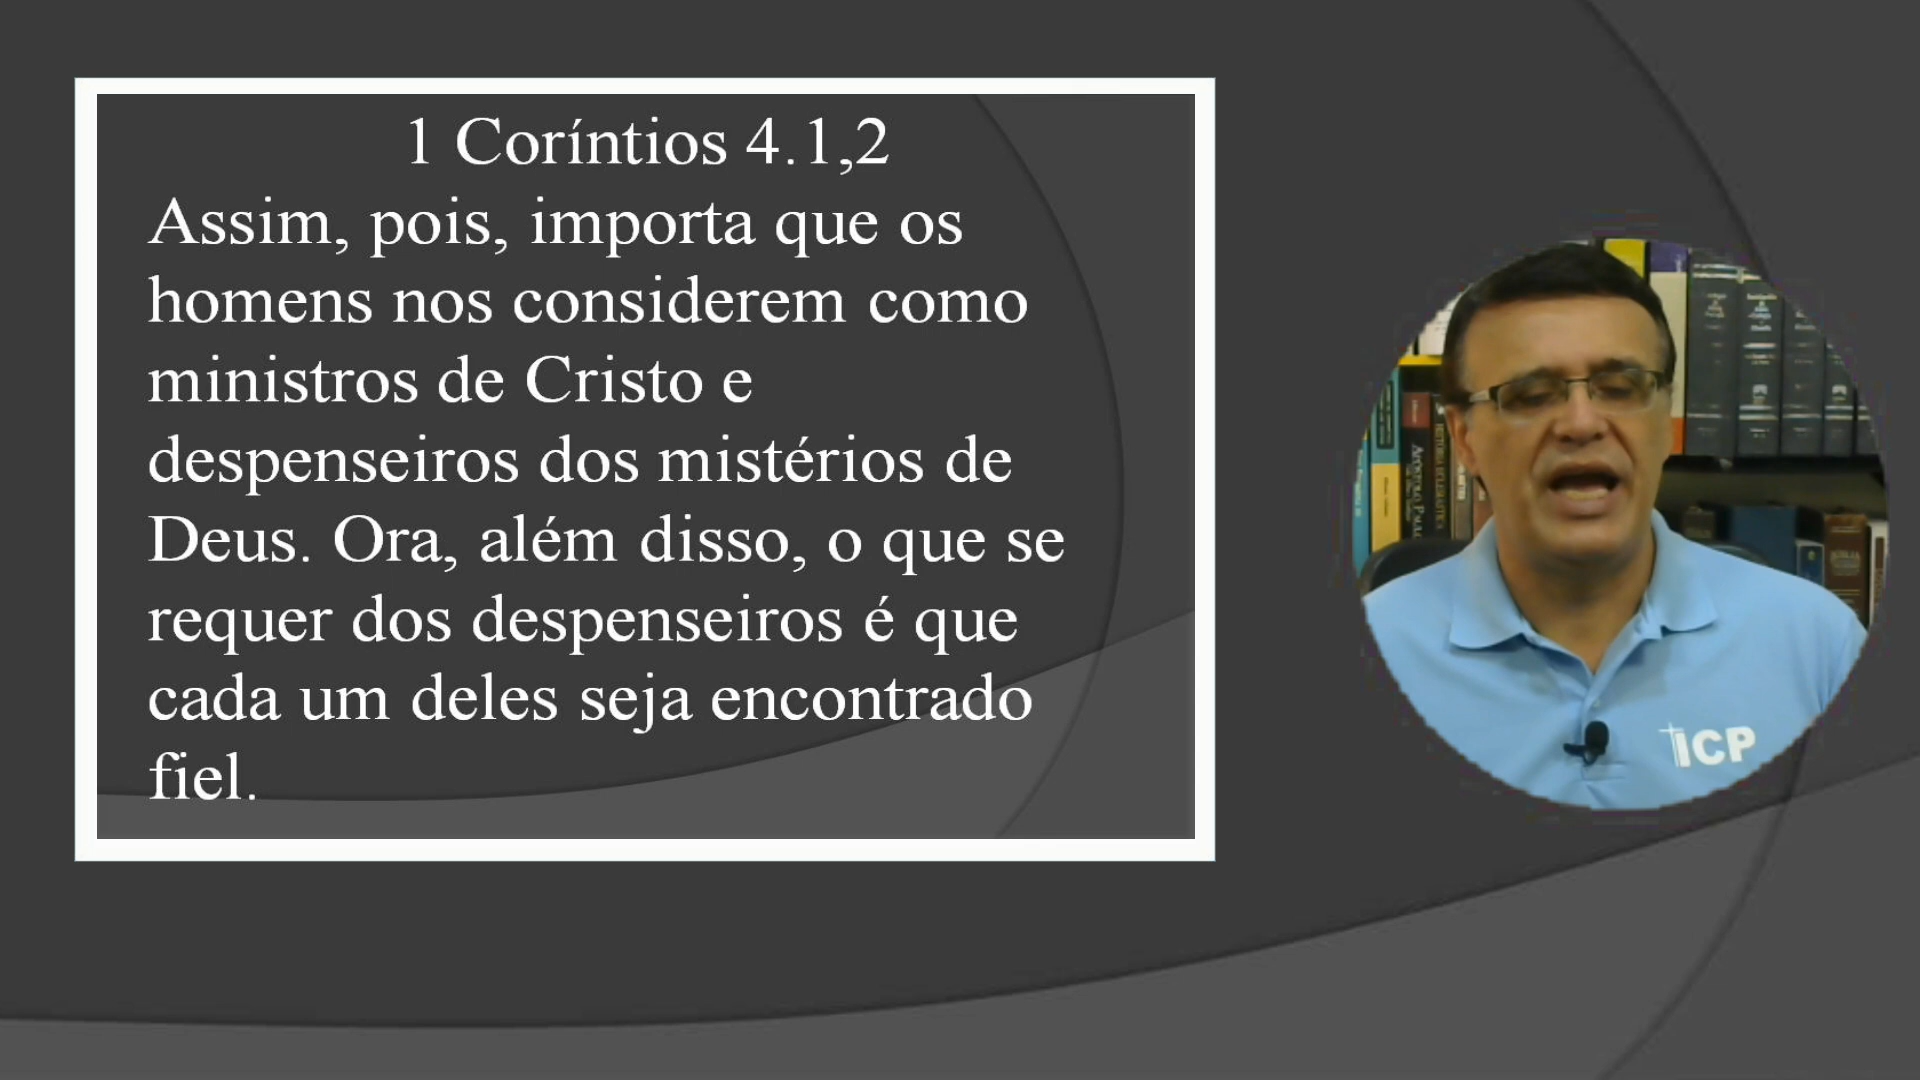 1 Coríntios 4.1,2
Assim, pois, importa que os
homens nos considerem como
ministros de Cristo e
despenseiros dos mistérios de
Deus. Ora, além disso, o que se
requer dos despenseiros é que
cada um deles seja encontrado
fiel.
ICP